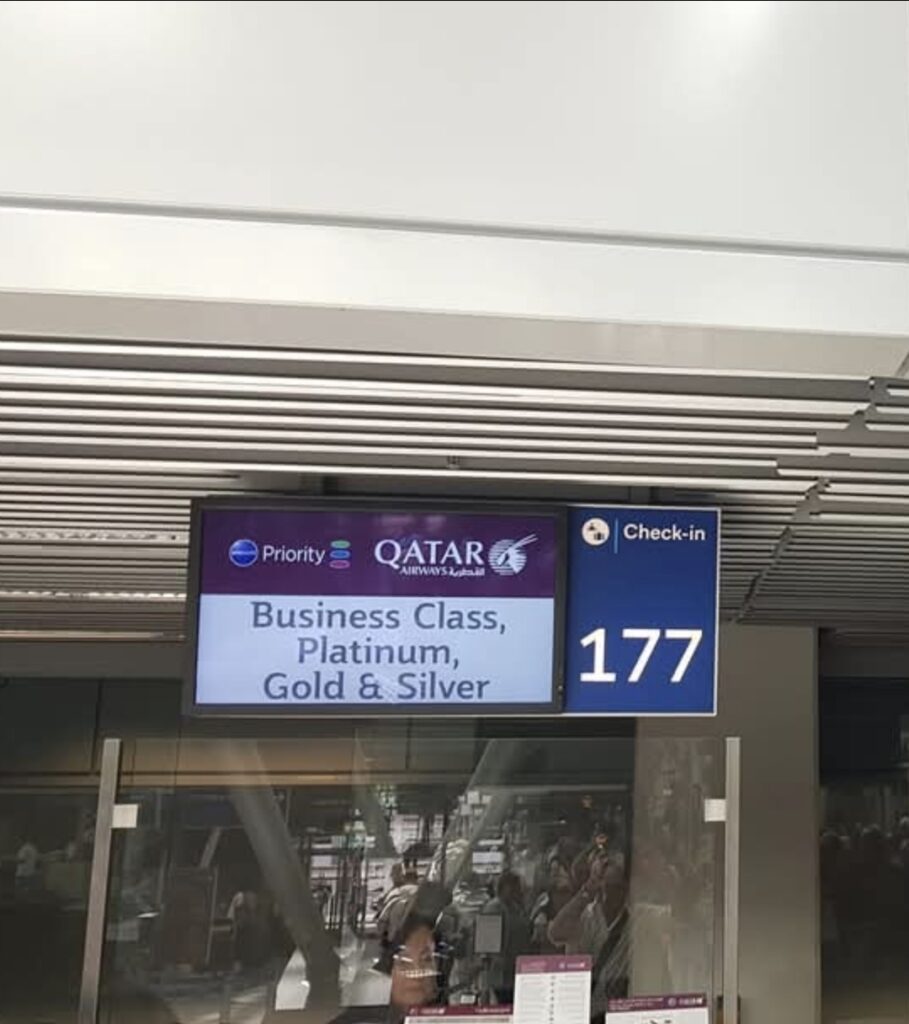 Priority
QATAR
AIRWAYS القطرية
Business Class,
Platinum,
Gold & Silver
Check-in
177